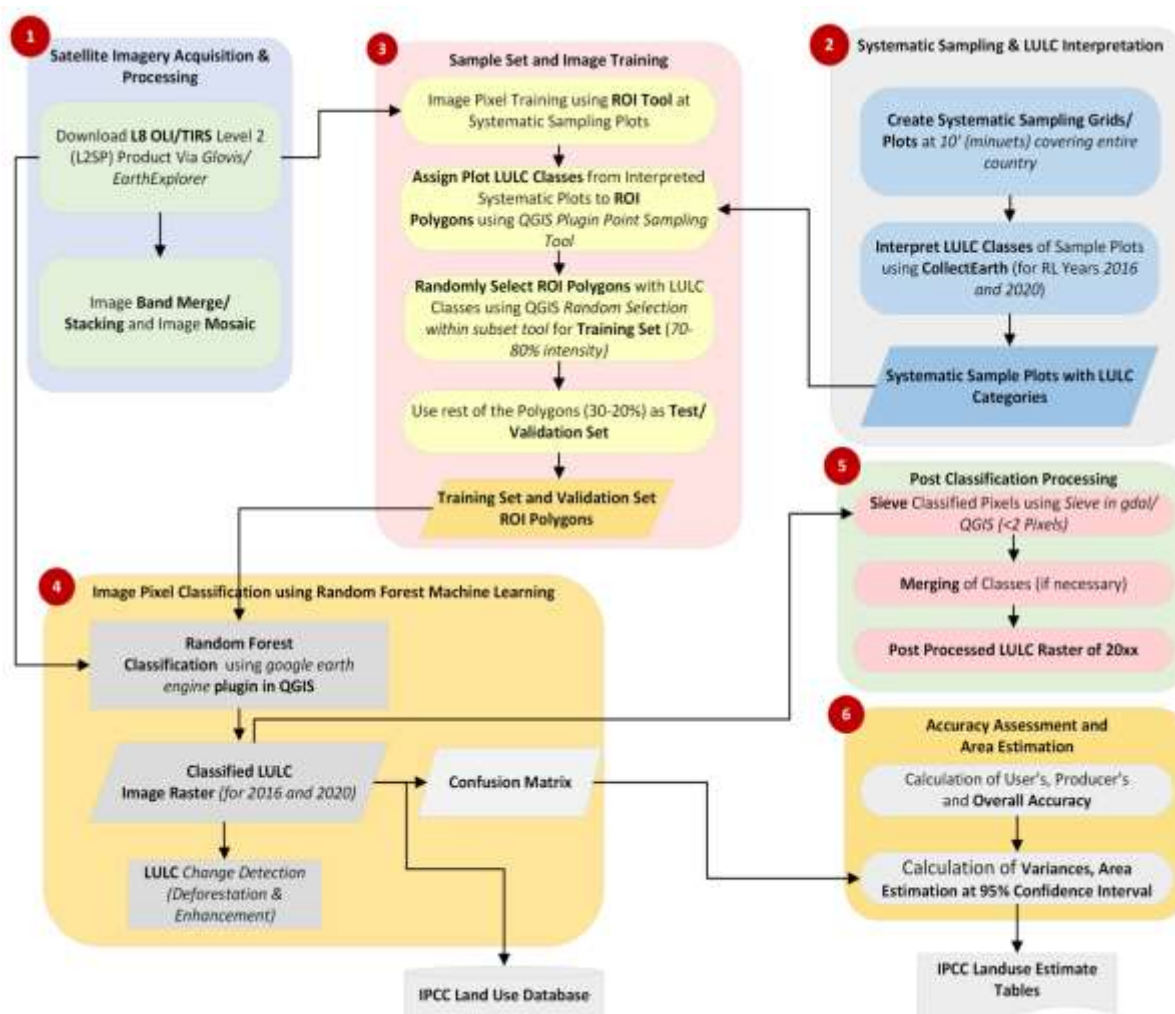 1
Satellite Imagery Acquisition &
Processing
Download L8 OLI/TIRS Level 2
(L2SP) Product Via Glovis/
EarthExplorer
Image Band Merge/
Stacking and Image Mosaic
3
Sample Set and Image Training
Image Pixel Training using ROI Tool at
Systematic Sampling Plots
Assign Plot LULC Classes from Interpreted
Systematic Plots to ROI
Polygons using QGIS Plugin Point Sampling
Tool
Randomly Select ROI Polygons with LULC
Classes using QGIS Random Selection
within subset tool for Training Set (70-
80% intensity)
Use rest of the Polygons (30-20%) as Test/
Validation Set
Training Set and Validation Set
ROI Polygons
2
Systematic Sampling & LULC Interpretation
Create Systematic Sampling Grids/
Plots at 10' (minuets) covering entire
country
Interpret LULC Classes of Sample Plots
using CollectEarth (for RL Years 2016
and 2020)
Systematic Sample Plots with LULC
Categories
4
Image Pixel Classification using Random Forest Machine Learning
Random Forest
Classification using google earth
engine plugin in QGIS
Classified LULC
Image Raster (for 2016 and 2020)
Confusion Matrix
LULC Change Detection
(Deforestation &
Enhancement)
IPCC Land Use Database
5
Post Classification Processing
Sieve Classified Pixels using Sieve in gdal/
QGIS (<2 Pixels)
Merging of Classes (if necessary)
Post Processed LULC Raster of 20xx
6
Accuracy Assessment and
Area Estimation
Calculation of User's, Producer's
and Overall Accuracy
Calculation of Variances, Area
Estimation at 95% Confidence Interval
IPCC Landuse Estimate
Tables